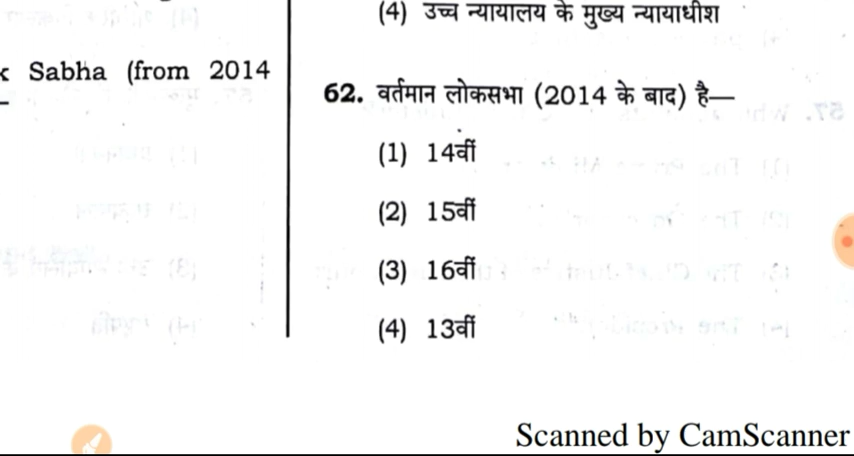 (4) उच्च न्यायालय के मुख्य न्यायाधीश
Sabha (from 2014
62. वर्तमान लोकसभा (2014 के बाद) है—
(1) 14वीं
(2) 15वीं
(3) 16वीं
(4) 13वीं
Scanned by CamScanner